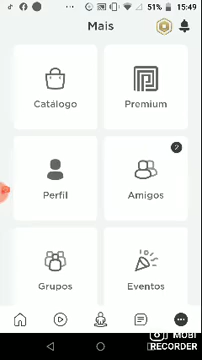 51% 15:49
Mais
Catálogo Premium
2
Perfil Amigos
Grupos Eventos
MOBI
RECORDER